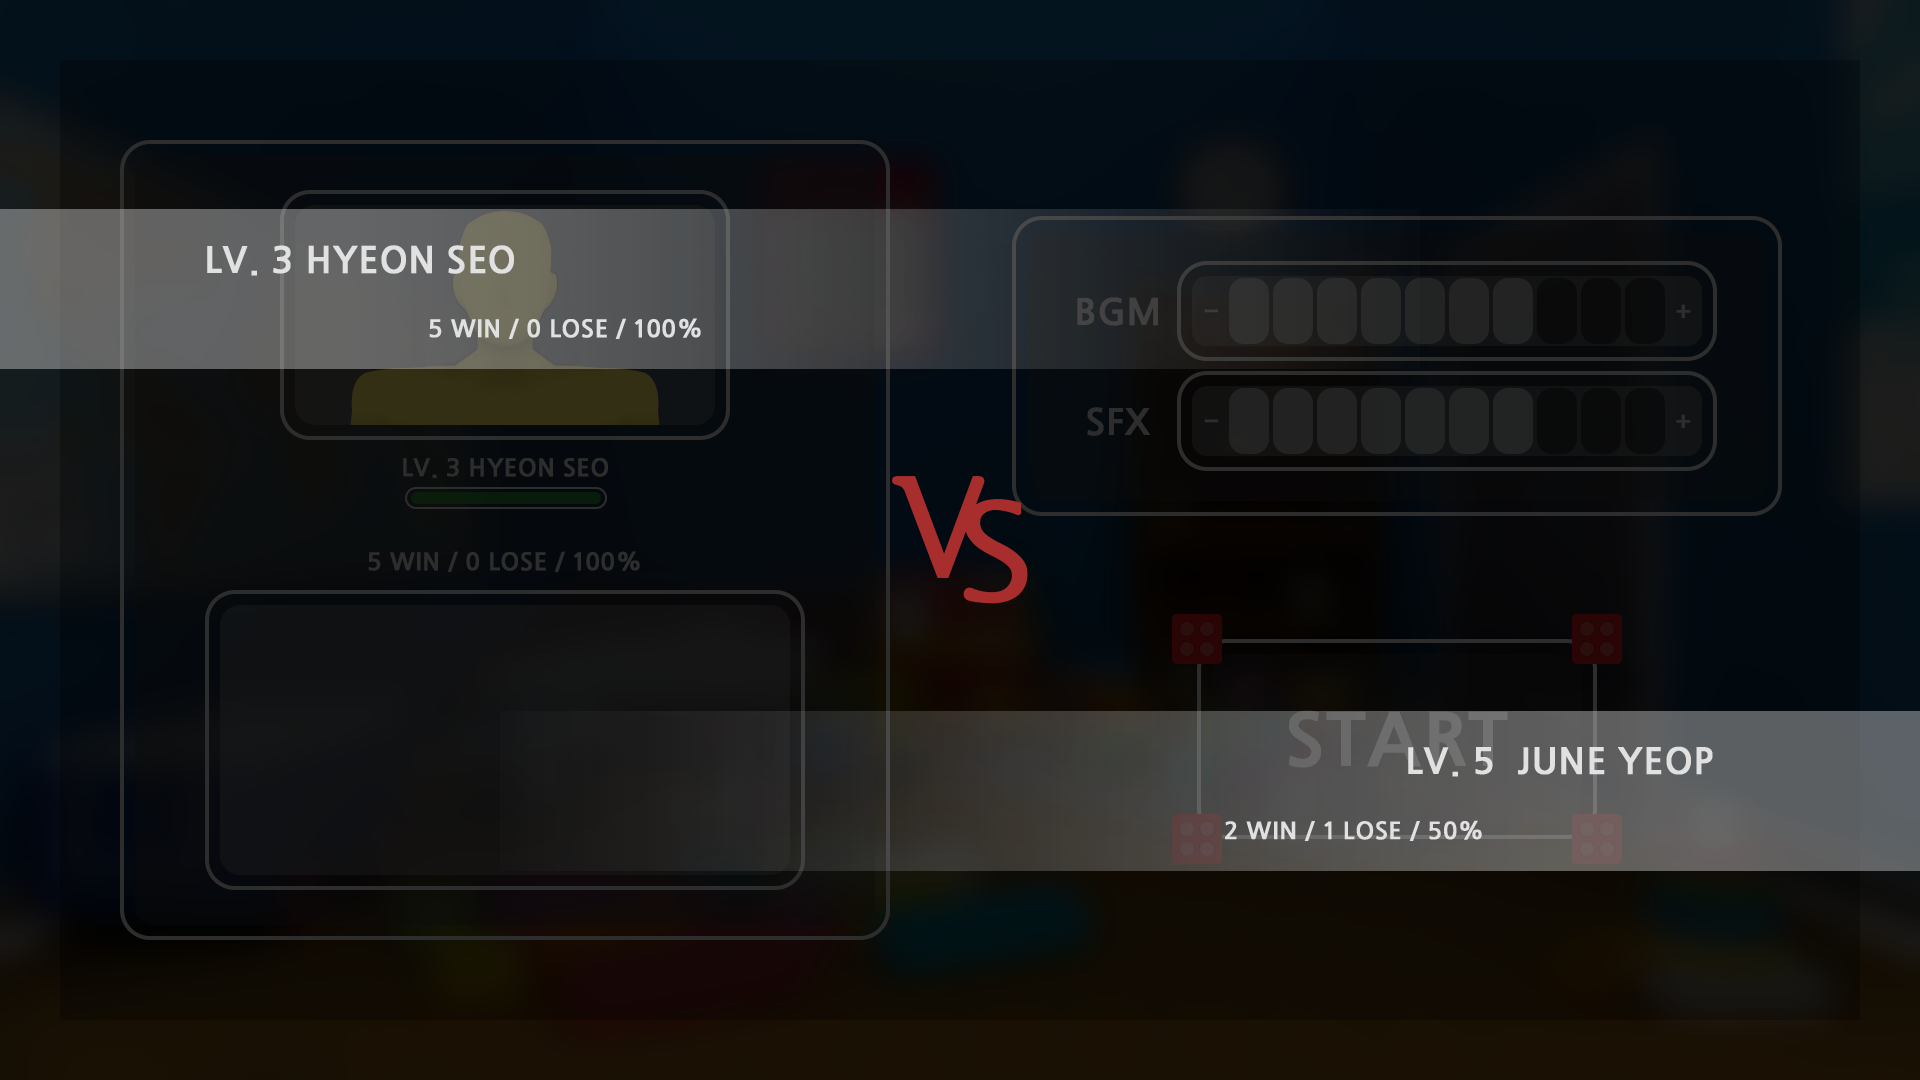 LV. 3 HYEON SEO
5 WIN / 0 LOSE / 100%
BGM
- +
SFX
- +
LV. 3 HYEON SEO
VS
5 WIN / 0 LOSE / 100%
START
LV. 5 JUNE YEOP
2 WIN / 1 LOSE / 50%